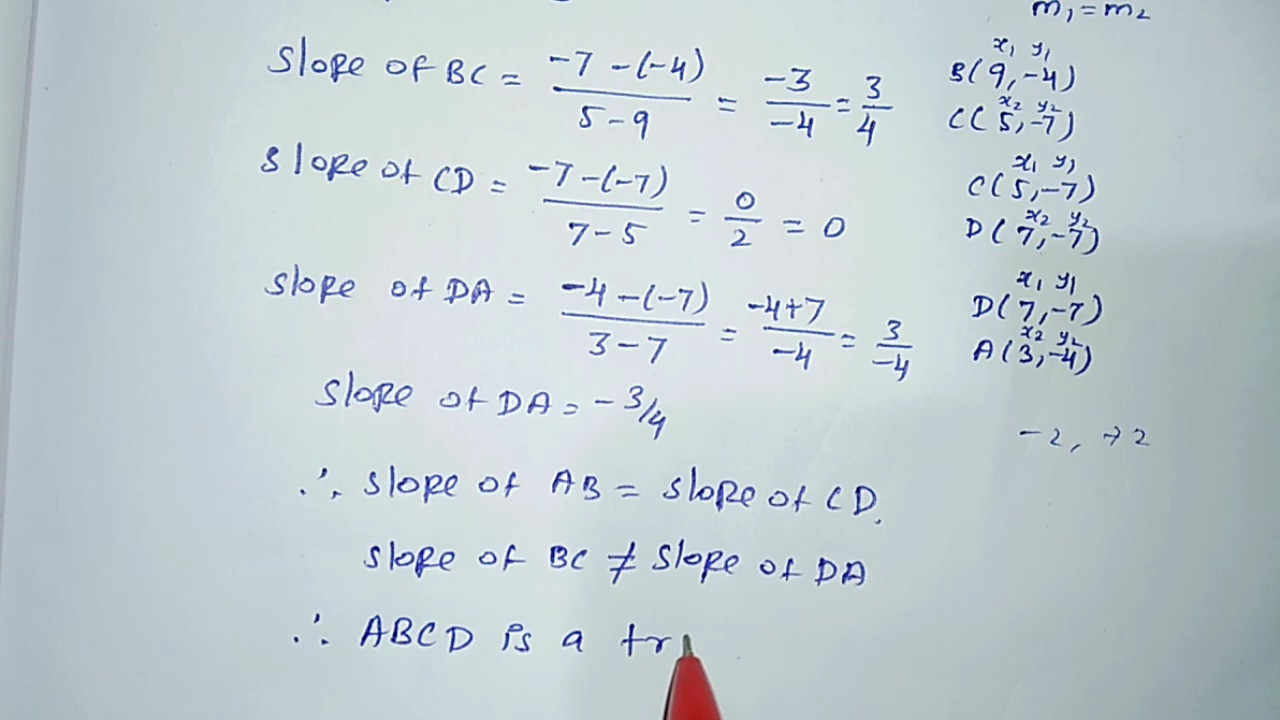 m₁ = m₂
Slope of BC = -7 - (-4) / 5 - 9 = -3 / -4 = 3 / 4
x₁ y₁
B(9, -4)
x₂ y₂
C(5, -7)
slope of CD = -7 - (-7) / 7 - 5 = 0 / 2 = 0
x₁ y₁
C(5, -7)
x₂ y₂
D(7, -7)
slope of DA = -4 - (-7) / 3 - 7 = -4 + 7 / -4 = 3 / -4
x₁ y₁
D(7, -7)
x₂ y₂
A(3, -4)
slope of DA = - 3/4
-2, +2
∴ slope of AB = slope of CD.
slope of BC ≠ slope of DA
∴ ABCD is a tr